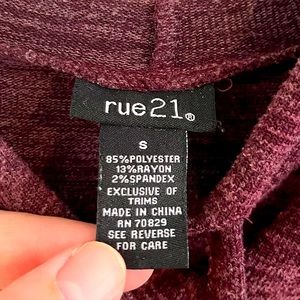 rue21®
S
85%POLYESTER
13%RAYON
2%SPANDEX
EXCLUSIVE OF
TRIMS
MADE IN CHINA
RN 70829
SEE REVERSE
FOR CARE